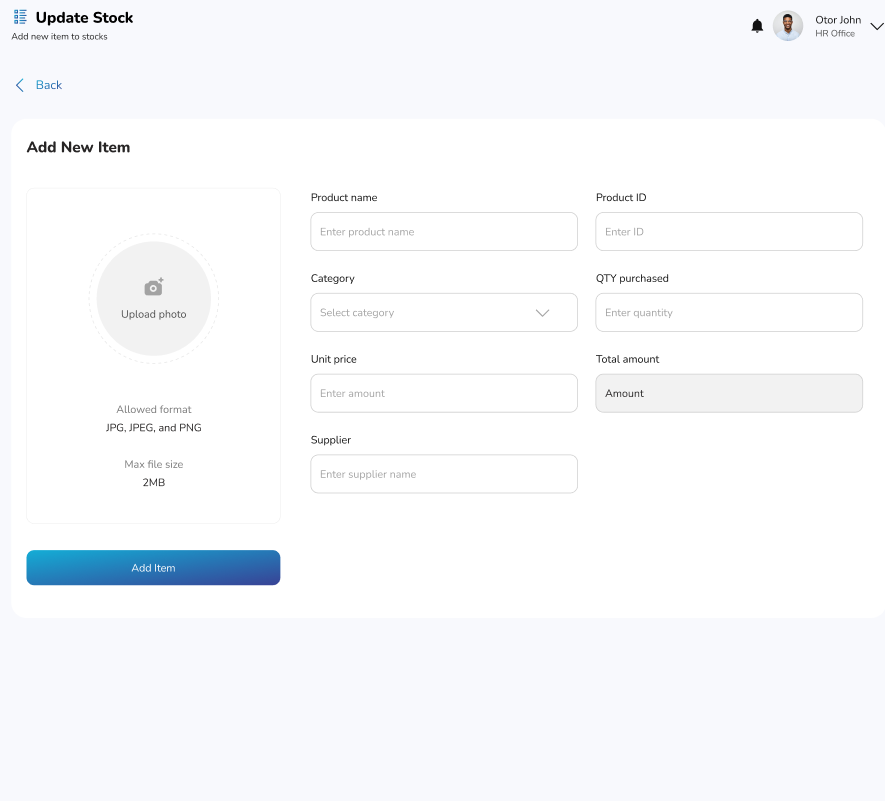 Update Stock
Add new item to stocks
Otor John
HR Office
Back
Add New Item
Upload photo
Allowed format
JPG, JPEG, and PNG
Max file size
2MB
Add Item
Product name
Enter product name
Product ID
Enter ID
Category
Select category
QTY purchased
Enter quantity
Unit price
Enter amount
Total amount
Amount
Supplier
Enter supplier name